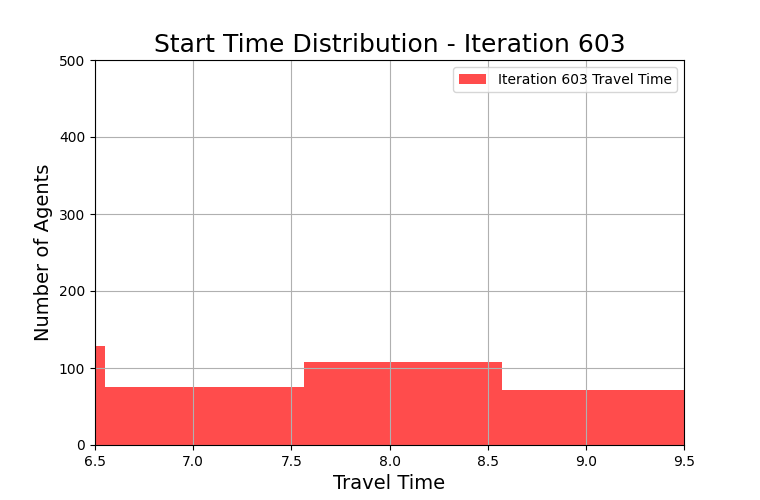 Start Time Distribution - Iteration 603
Iteration 603 Travel Time
Number of Agents
500
400
300
200
100
0
6.5 7.0 7.5 8.0 8.5 9.0 9.5
Travel Time